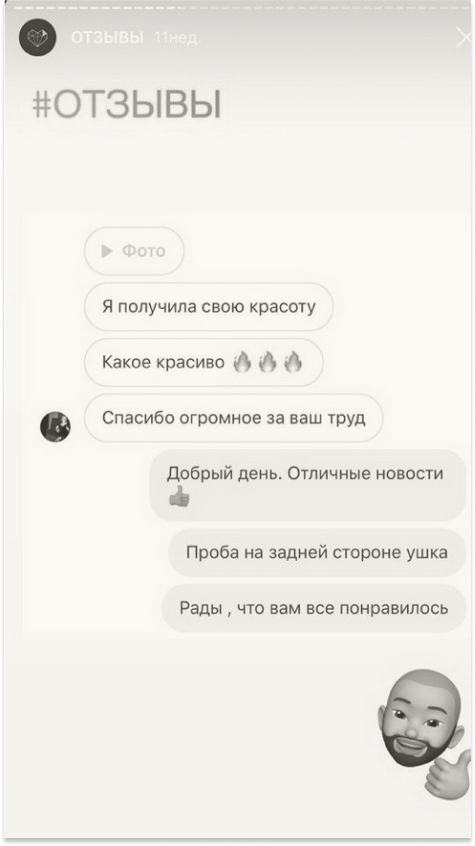 ОТЗЫВЫ 11нед.
#ОТЗЫВЫ
Фото
Я получила свою красоту
Какое красиво 🔥🔥🔥
Спасибо огромное за ваш труд
Добрый день. Отличные новости
👍
Проба на задней стороне ушка
Рады , что вам все понравилось